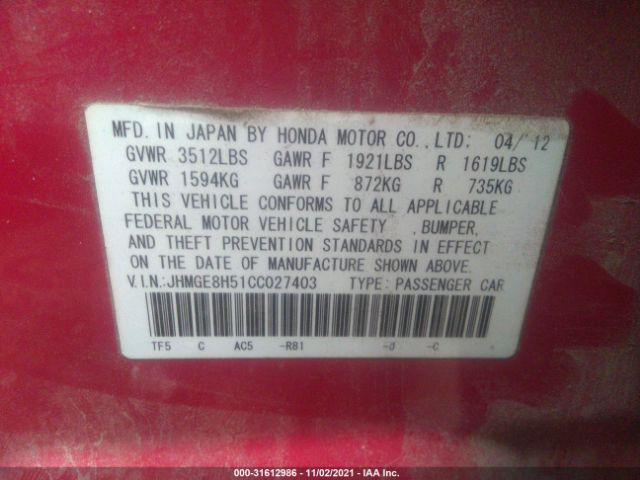 MFD. IN JAPAN BY HONDA MOTOR CO.,LTD: 04/'12
GVWR 3512LBS GAWR F 1921LBS R 1619LBS
GVWR 1594KG GAWR F 872KG R 735KG
THIS VEHICLE CONFORMS TO ALL APPLICABLE
FEDERAL MOTOR VEHICLE SAFETY ,BUMPER,
AND THEFT PREVENTION STANDARDS IN EFFECT
ON THE DATE OF MANUFACTURE SHOWN ABOVE.
V.I.N.:JHMGE8H51CC027403 TYPE: PASSENGER CAR
TF5 C AC5 -R81 -J -C
000-31612986 - 11/02/2021 - IAA Inc.